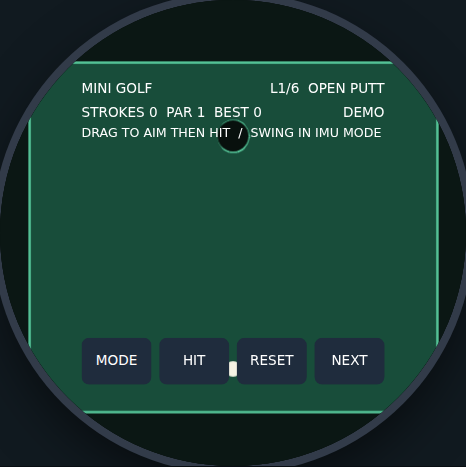 MINI GOLF L1/6 OPEN PUTT
STROKES 0 PAR 1 BEST 0 DEMO
DRAG TO AIM THEN HIT / SWING IN IMU MODE
MODE HIT RESET NEXT